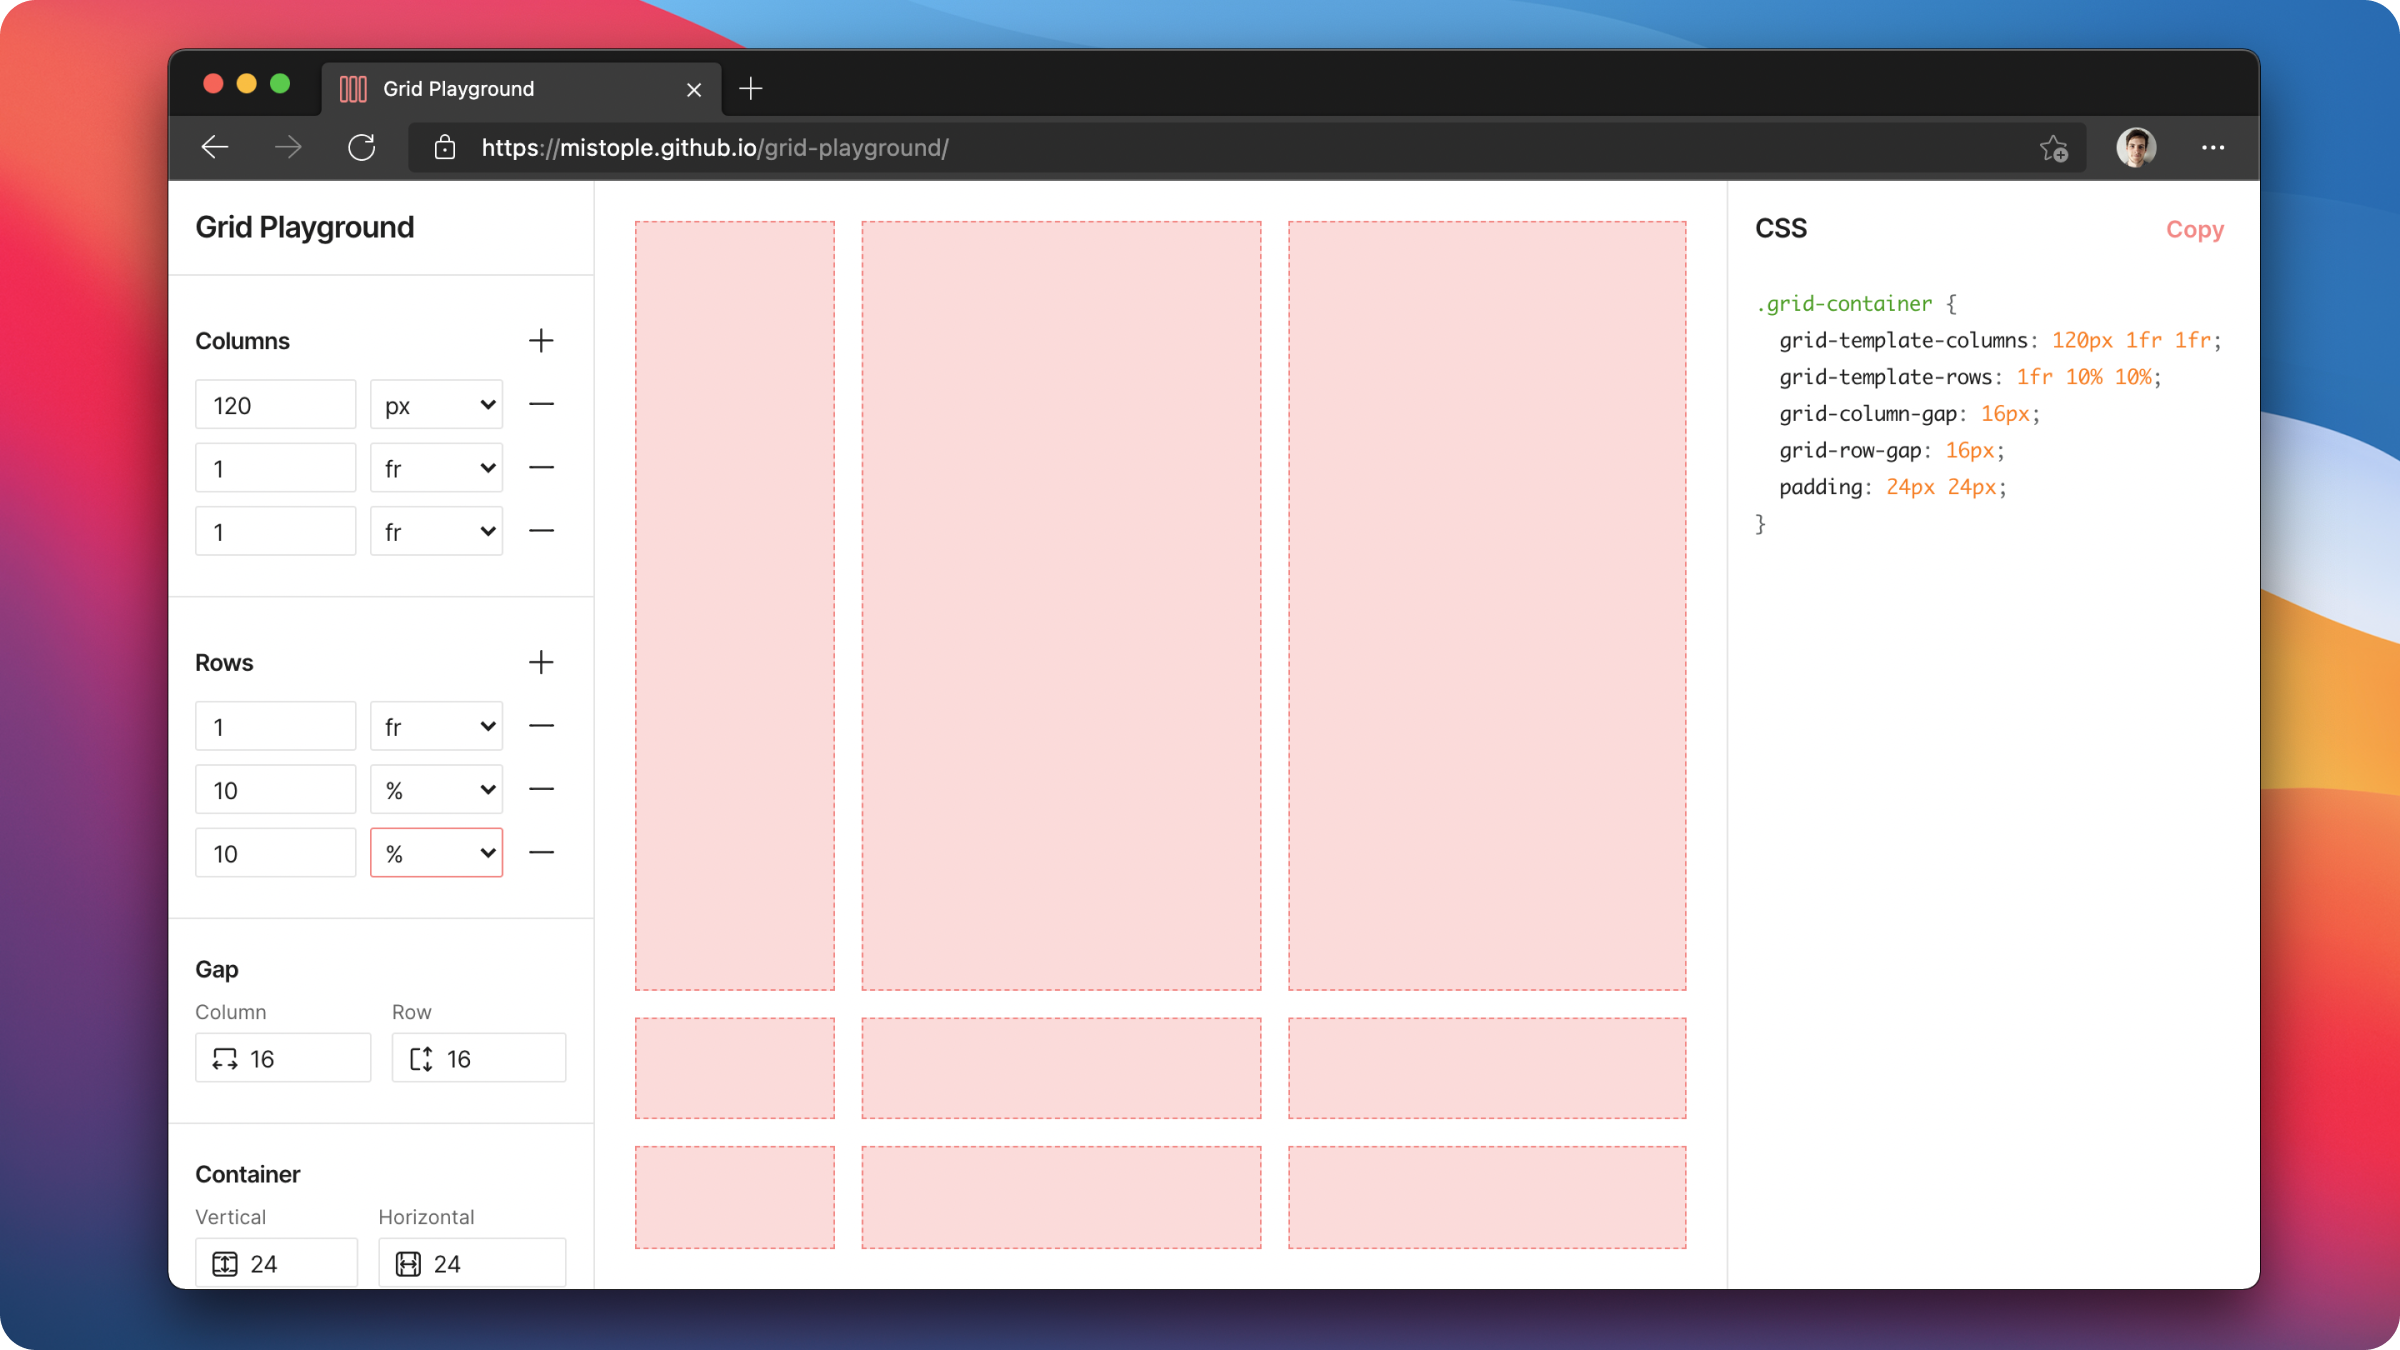 Grid Playground
https://mistople.github.io/grid-playground/
Grid Playground
Columns
120 px
1 fr
1 fr
Rows
1 fr
10 %
10 %
Gap
Column Row
16 16
Container
Vertical Horizontal
24 24
CSS Copy
.grid-container {
grid-template-columns: 120px 1fr 1fr;
grid-template-rows: 1fr 10% 10%;
grid-column-gap: 16px;
grid-row-gap: 16px;
padding: 24px 24px;
}